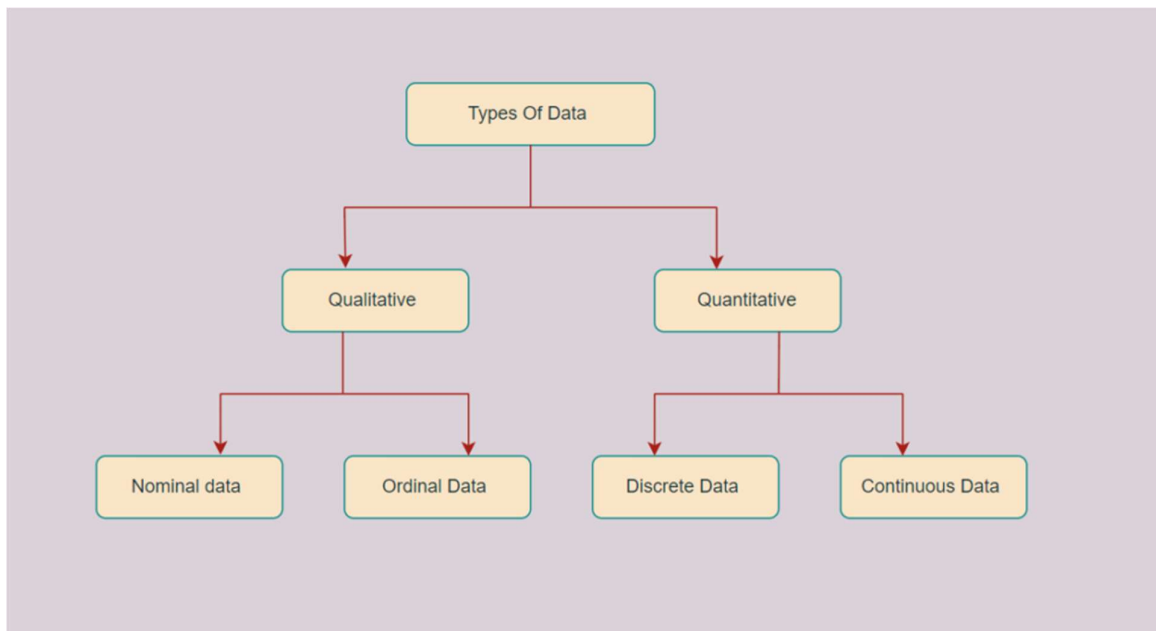 Types Of Data
Qualitative
Quantitative
Nominal data
Ordinal Data
Discrete Data
Continuous Data